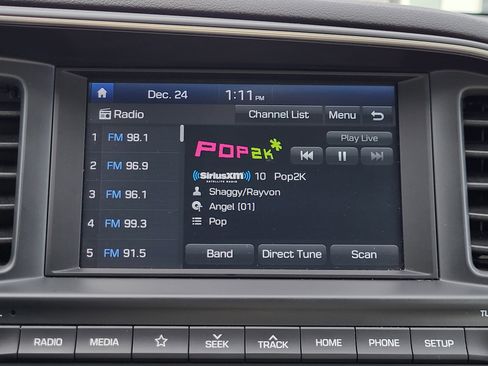 Dec. 24 1:11 PM
Radio Channel List Menu
Play Live
1 FM 98.1
2 FM 96.9
3 FM 96.1
4 FM 99.3
5 FM 91.5
POP2K
SiriusXM 10 Pop2K
SATELLITE RADIO
Shaggy/Rayvon
Angel (01)
Pop
Band Direct Tune Scan
RADIO MEDIA SEEK TRACK HOME PHONE SETUP